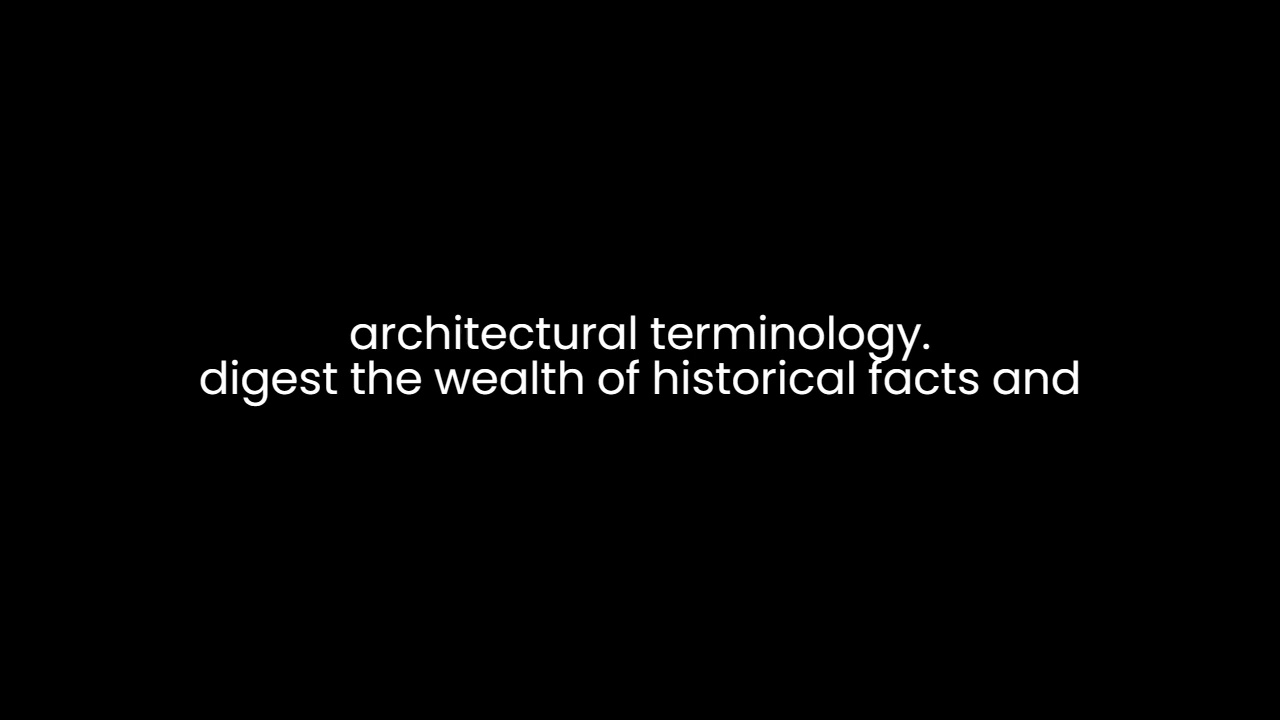 architectural terminology.
digest the wealth of historical facts and